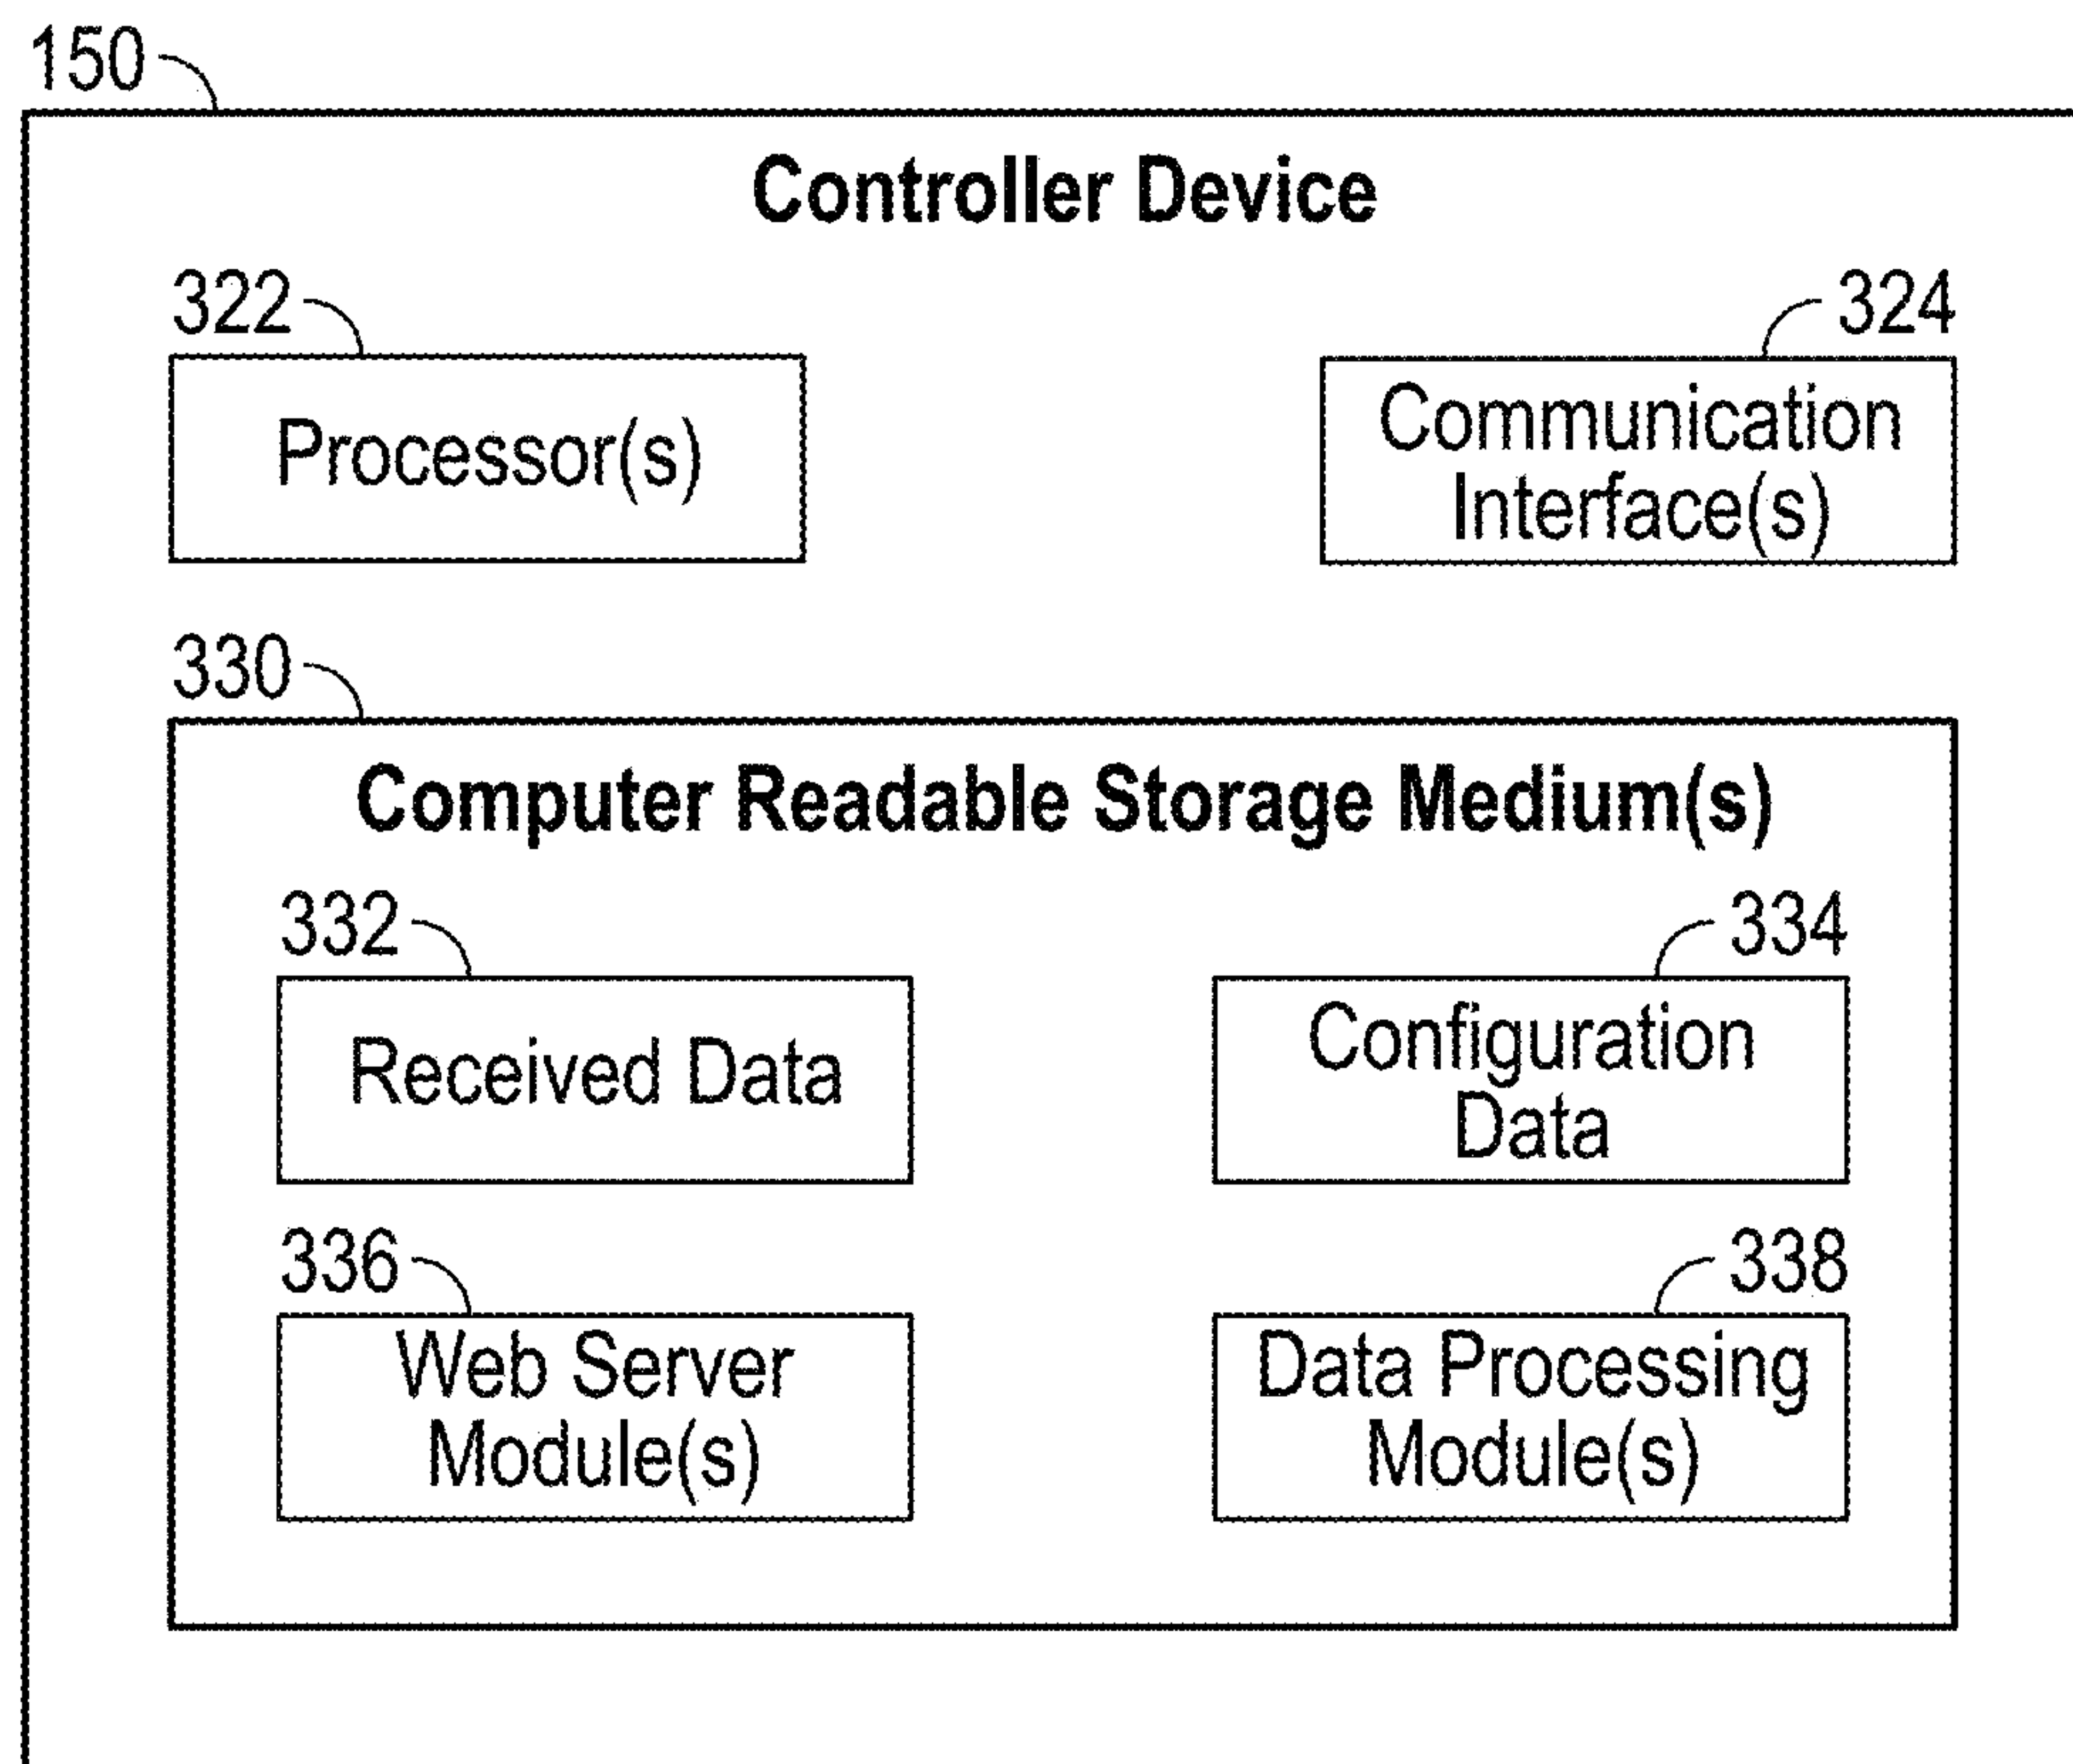 150
Controller Device
322
324
Processor(s)
Communication
Interface(s)
330
Computer Readable Storage Medium(s)
332
334
Received Data
Configuration
Data
336
338
Web Server
Module(s)
Data Processing
Module(s)